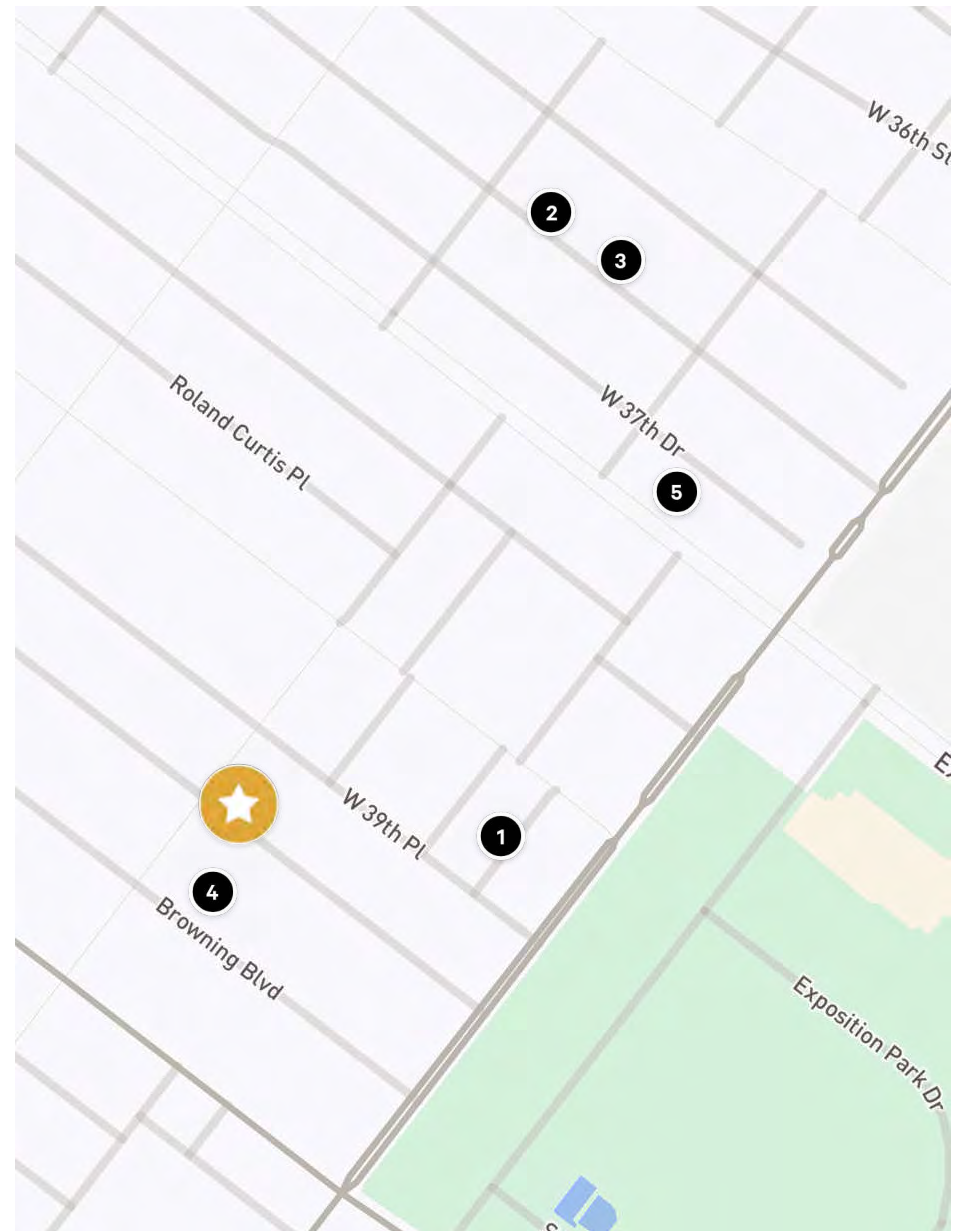 W 36th St
2
3
Roland Curtis Pl
W 37th Dr
5
W 39th Pl
1
4
Browning Blvd
Exposition Park Dr